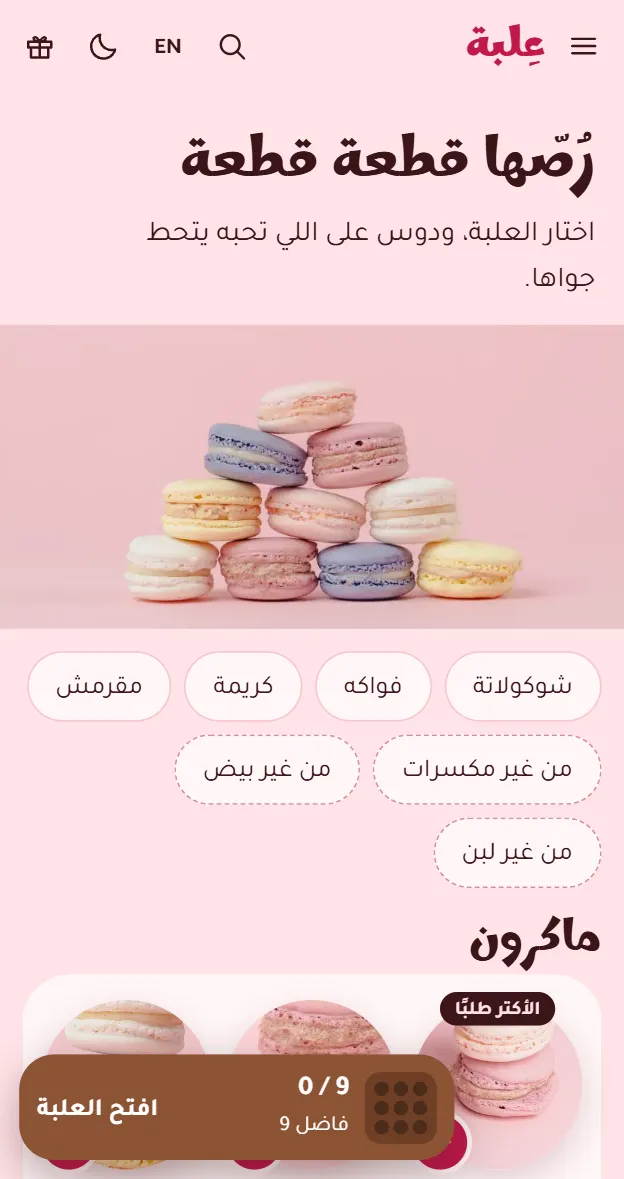 عِلبة
EN
رُصّها قطعة قطعة
اختار العلبة، ودوس على اللي تحبه يتحط
جواها.
شوكولاتة
فواكه
كريمة
مقرمش
من غير مكسرات
من غير بيض
من غير لبن
ماكرون
الأكتر طلبًا
0 / 9
فاضل 9
افتح العلبة